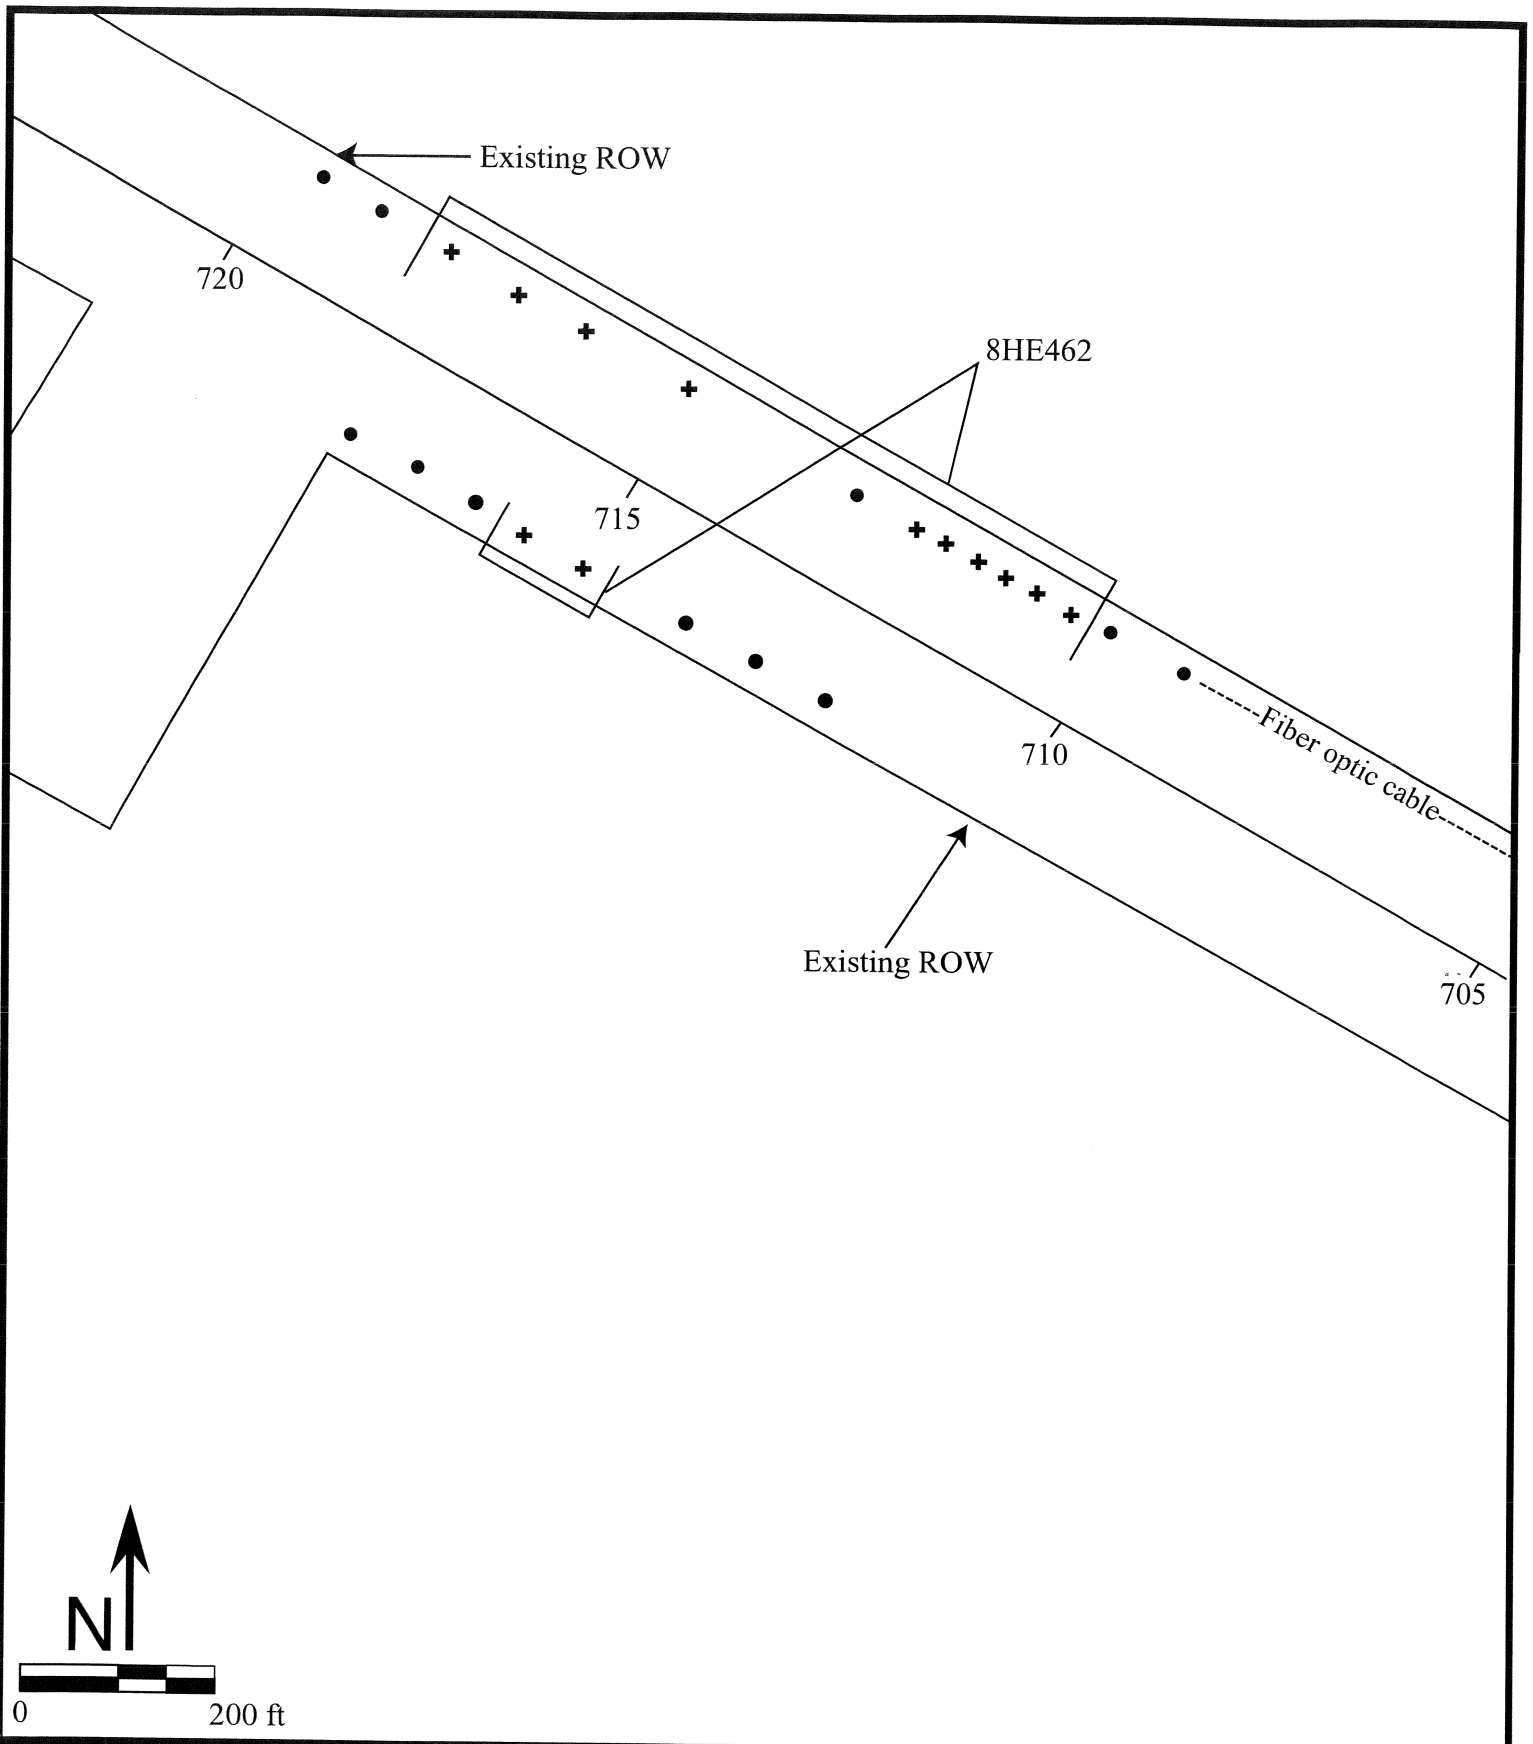 Existing ROW
720
8HE462
715
710
Fiber optic cable
Existing ROW
705
N
0 200 ft